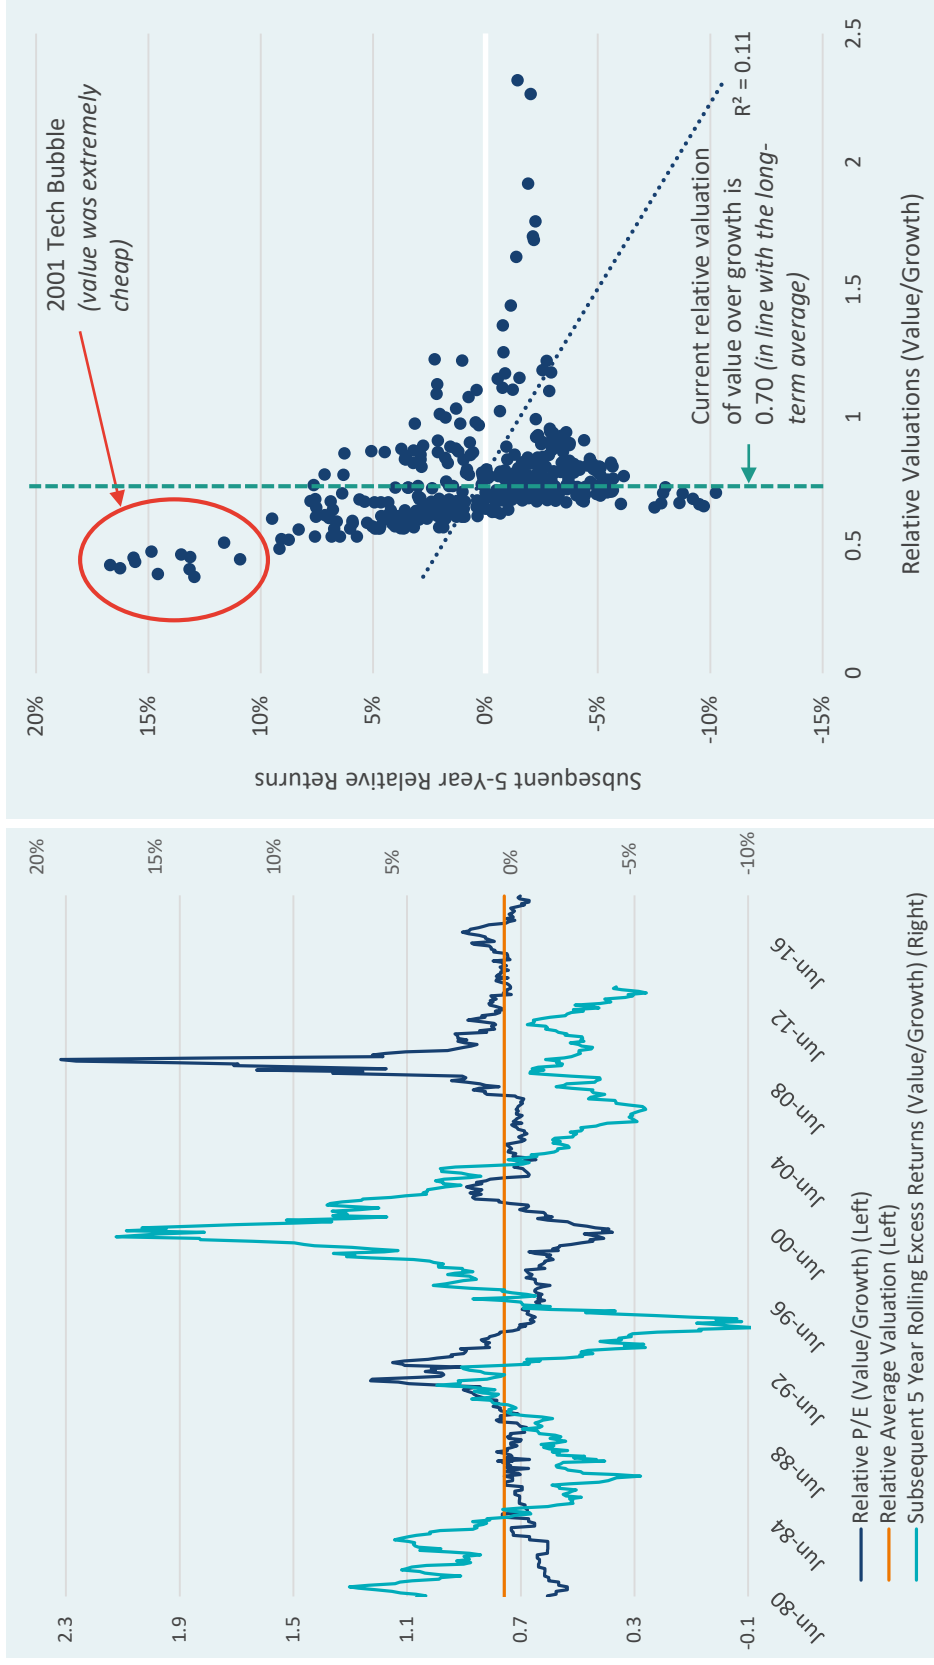 2.3
1.9
1.5
1.1
0.7
0.3
-0.1
20%
15%
10%
5%
0%
-5%
-10%
Jun-80
Jun-84
Jun-88
Jun-92
Jun-96
Jun-00
Jun-04
Jun-08
Jun-12
Jun-16
Relative P/E (Value/Growth) (Left)
Relative Average Valuation (Left)
Subsequent 5 Year Rolling Excess Returns (Value/Growth) (Right)
Subsequent 5-Year Relative Returns
20%
15%
10%
5%
0%
-5%
-10%
-15%
2001 Tech Bubble
(value was extremely
cheap)
R² = 0.11
Current relative valuation
of value over growth is
0.70 (in line with the long-
term average)
0
0.5
1
1.5
2
2.5
Relative Valuations (Value/Growth)